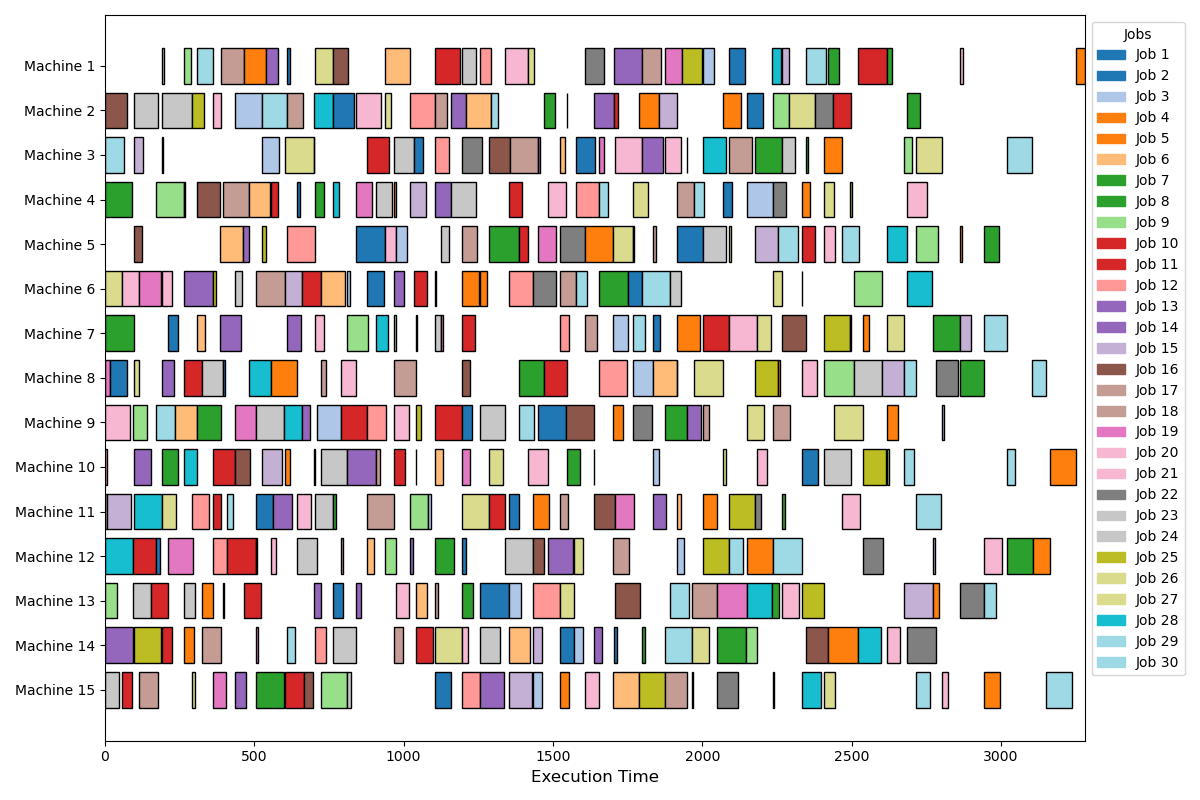 Machine 1
Machine 2
Machine 3
Machine 4
Machine 5
Machine 6
Machine 7
Machine 8
Machine 9
Machine 10
Machine 11
Machine 12
Machine 13
Machine 14
Machine 15
0
500
1000
1500
2000
2500
3000
Execution Time
Jobs
Job 1
Job 2
Job 3
Job 4
Job 5
Job 6
Job 7
Job 8
Job 9
Job 10
Job 11
Job 12
Job 13
Job 14
Job 15
Job 16
Job 17
Job 18
Job 19
Job 20
Job 21
Job 22
Job 23
Job 24
Job 25
Job 26
Job 27
Job 28
Job 29
Job 30